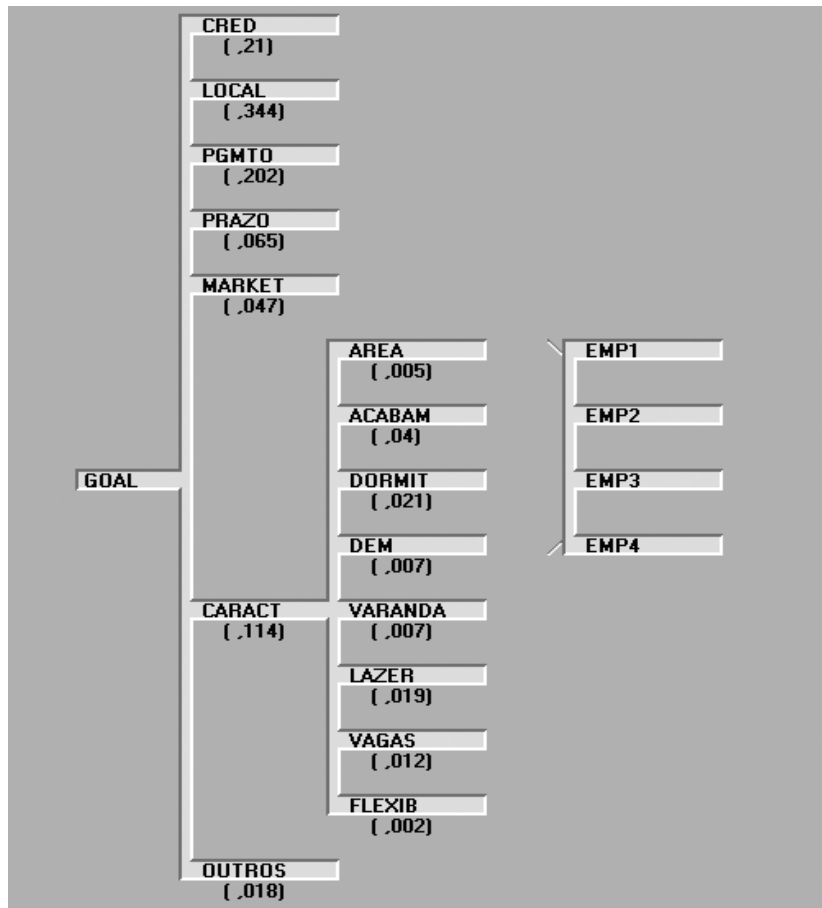 CRED
( ,21)
LOCAL
( ,344)
PGMTO
( ,202)
PRAZO
( ,065)
MARKET
( ,047)
AREA
( ,005)
EMP1
ACABAM
( ,04)
EMP2
GOAL
DORMIT
( ,021)
EMP3
DEM
( ,007)
EMP4
CARACT
( ,114)
VARANDA
( ,007)
LAZER
( ,019)
VAGAS
( ,012)
FLEXIB
( ,002)
OUTROS
( ,018)